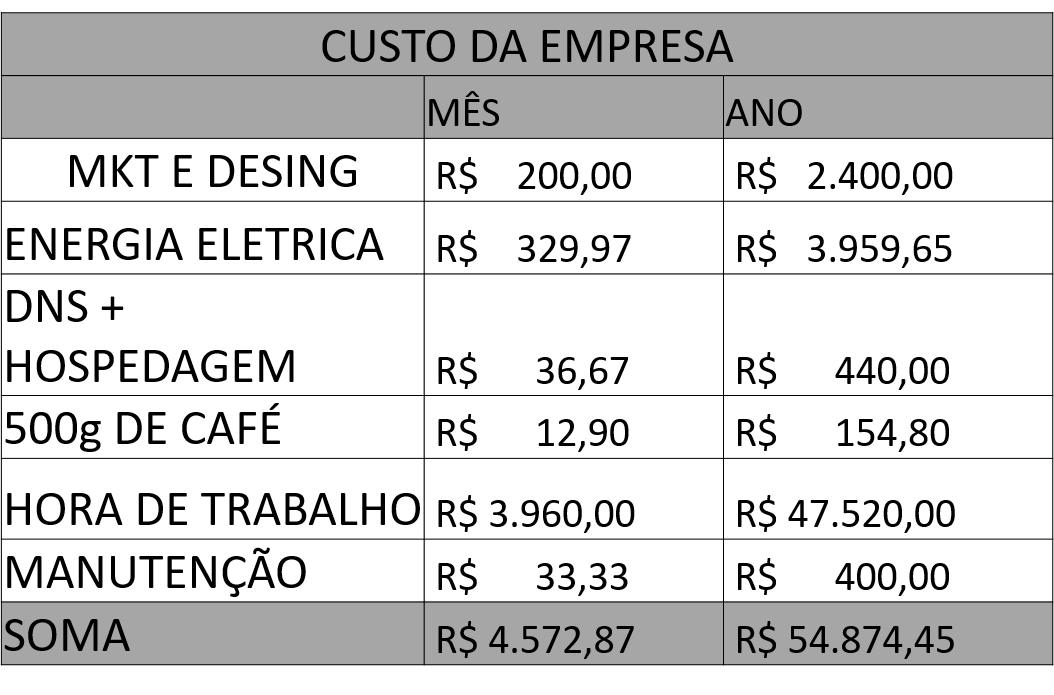 CUSTO DA EMPRESA
MÊS ANO
MKT E DESING R$ 200,00 R$ 2.400,00
ENERGIA ELETRICA R$ 329,97 R$ 3.959,65
DNS +
HOSPEDAGEM R$ 36,67 R$ 440,00
500g DE CAFÉ R$ 12,90 R$ 154,80
HORA DE TRABALHO R$ 3.960,00 R$ 47.520,00
MANUTENÇÃO R$ 33,33 R$ 400,00
SOMA R$ 4.572,87 R$ 54.874,45